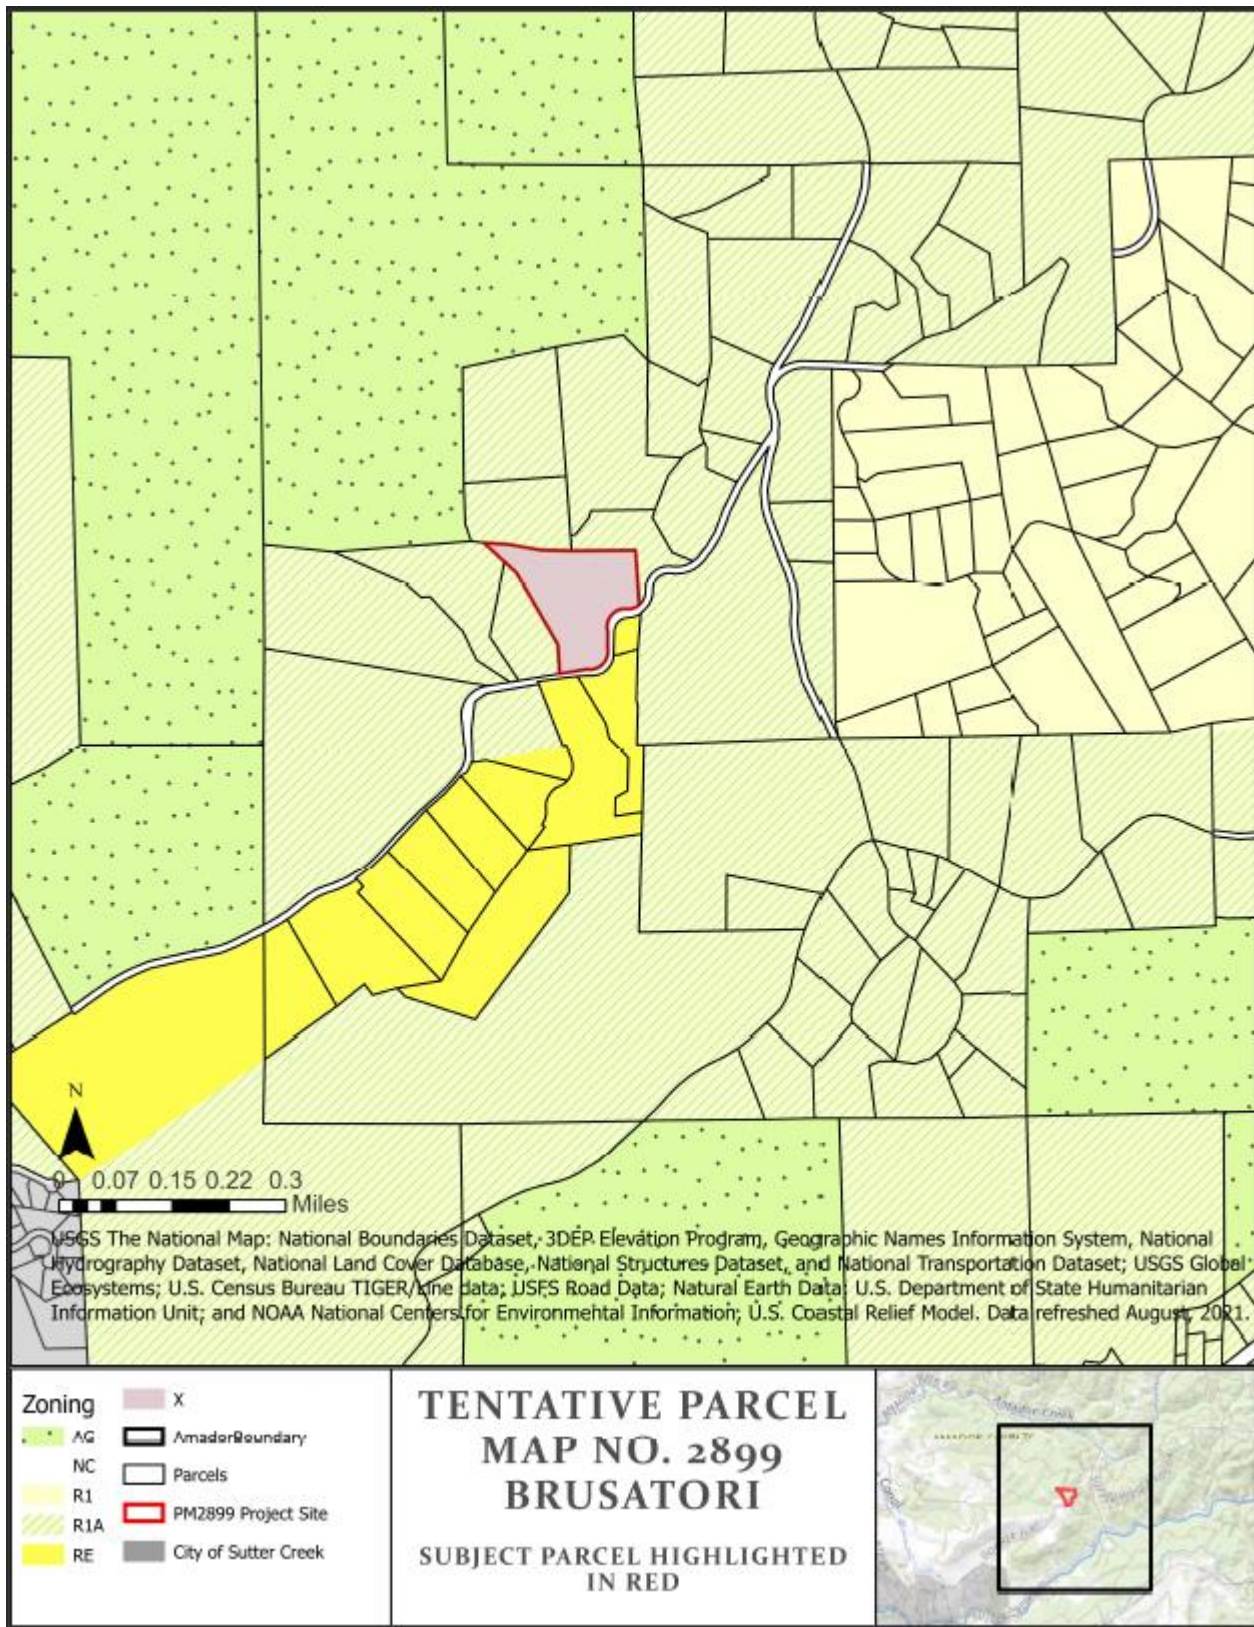 N
0 0.07 0.15 0.22 0.3
Miles
USGS The National Map: National Boundaries Dataset, 3DEP Elevation Program, Geographic Names Information System, National
Hydrography Dataset, National Land Cover Database, National Structures Dataset, and National Transportation Dataset; USGS Global
Ecosystems; U.S. Census Bureau TIGER/Line data; USFS Road Data; Natural Earth Data; U.S. Department of State Humanitarian
Information Unit; and NOAA National Centers for Environmental Information; U.S. Coastal Relief Model. Data refreshed August, 2021.
Zoning
AG
NC
R1
R1A
RE
X
AmadorBoundary
Parcels
PM2899 Project Site
City of Sutter Creek
TENTATIVE PARCEL
MAP NO. 2899
BRUSATORI
SUBJECT PARCEL HIGHLIGHTED
IN RED
Amador Creek
Canal